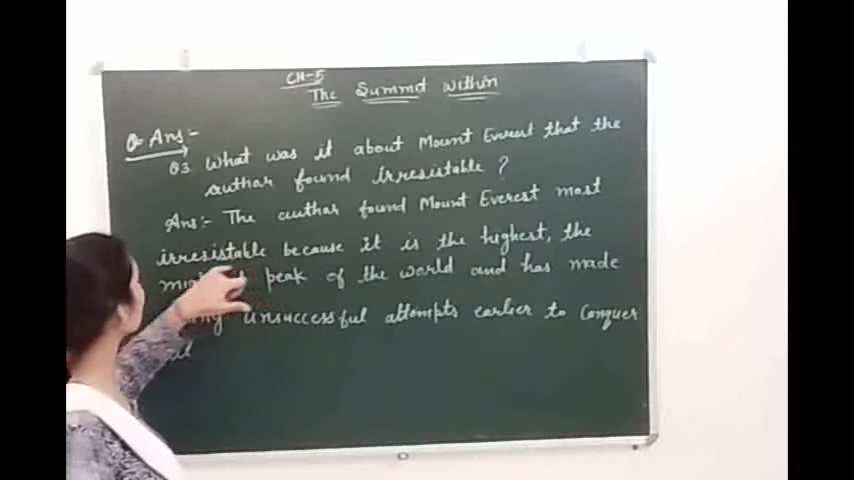 CH-5
The Summit Within
Q Ans:-
Q3 What was it about Mount Everest that the
author found irresistable ?
Ans:- The author found Mount Everest most
irresistable because it is the highest, the
peak of the world and has made
unsuccessful attempts earlier to Conquer